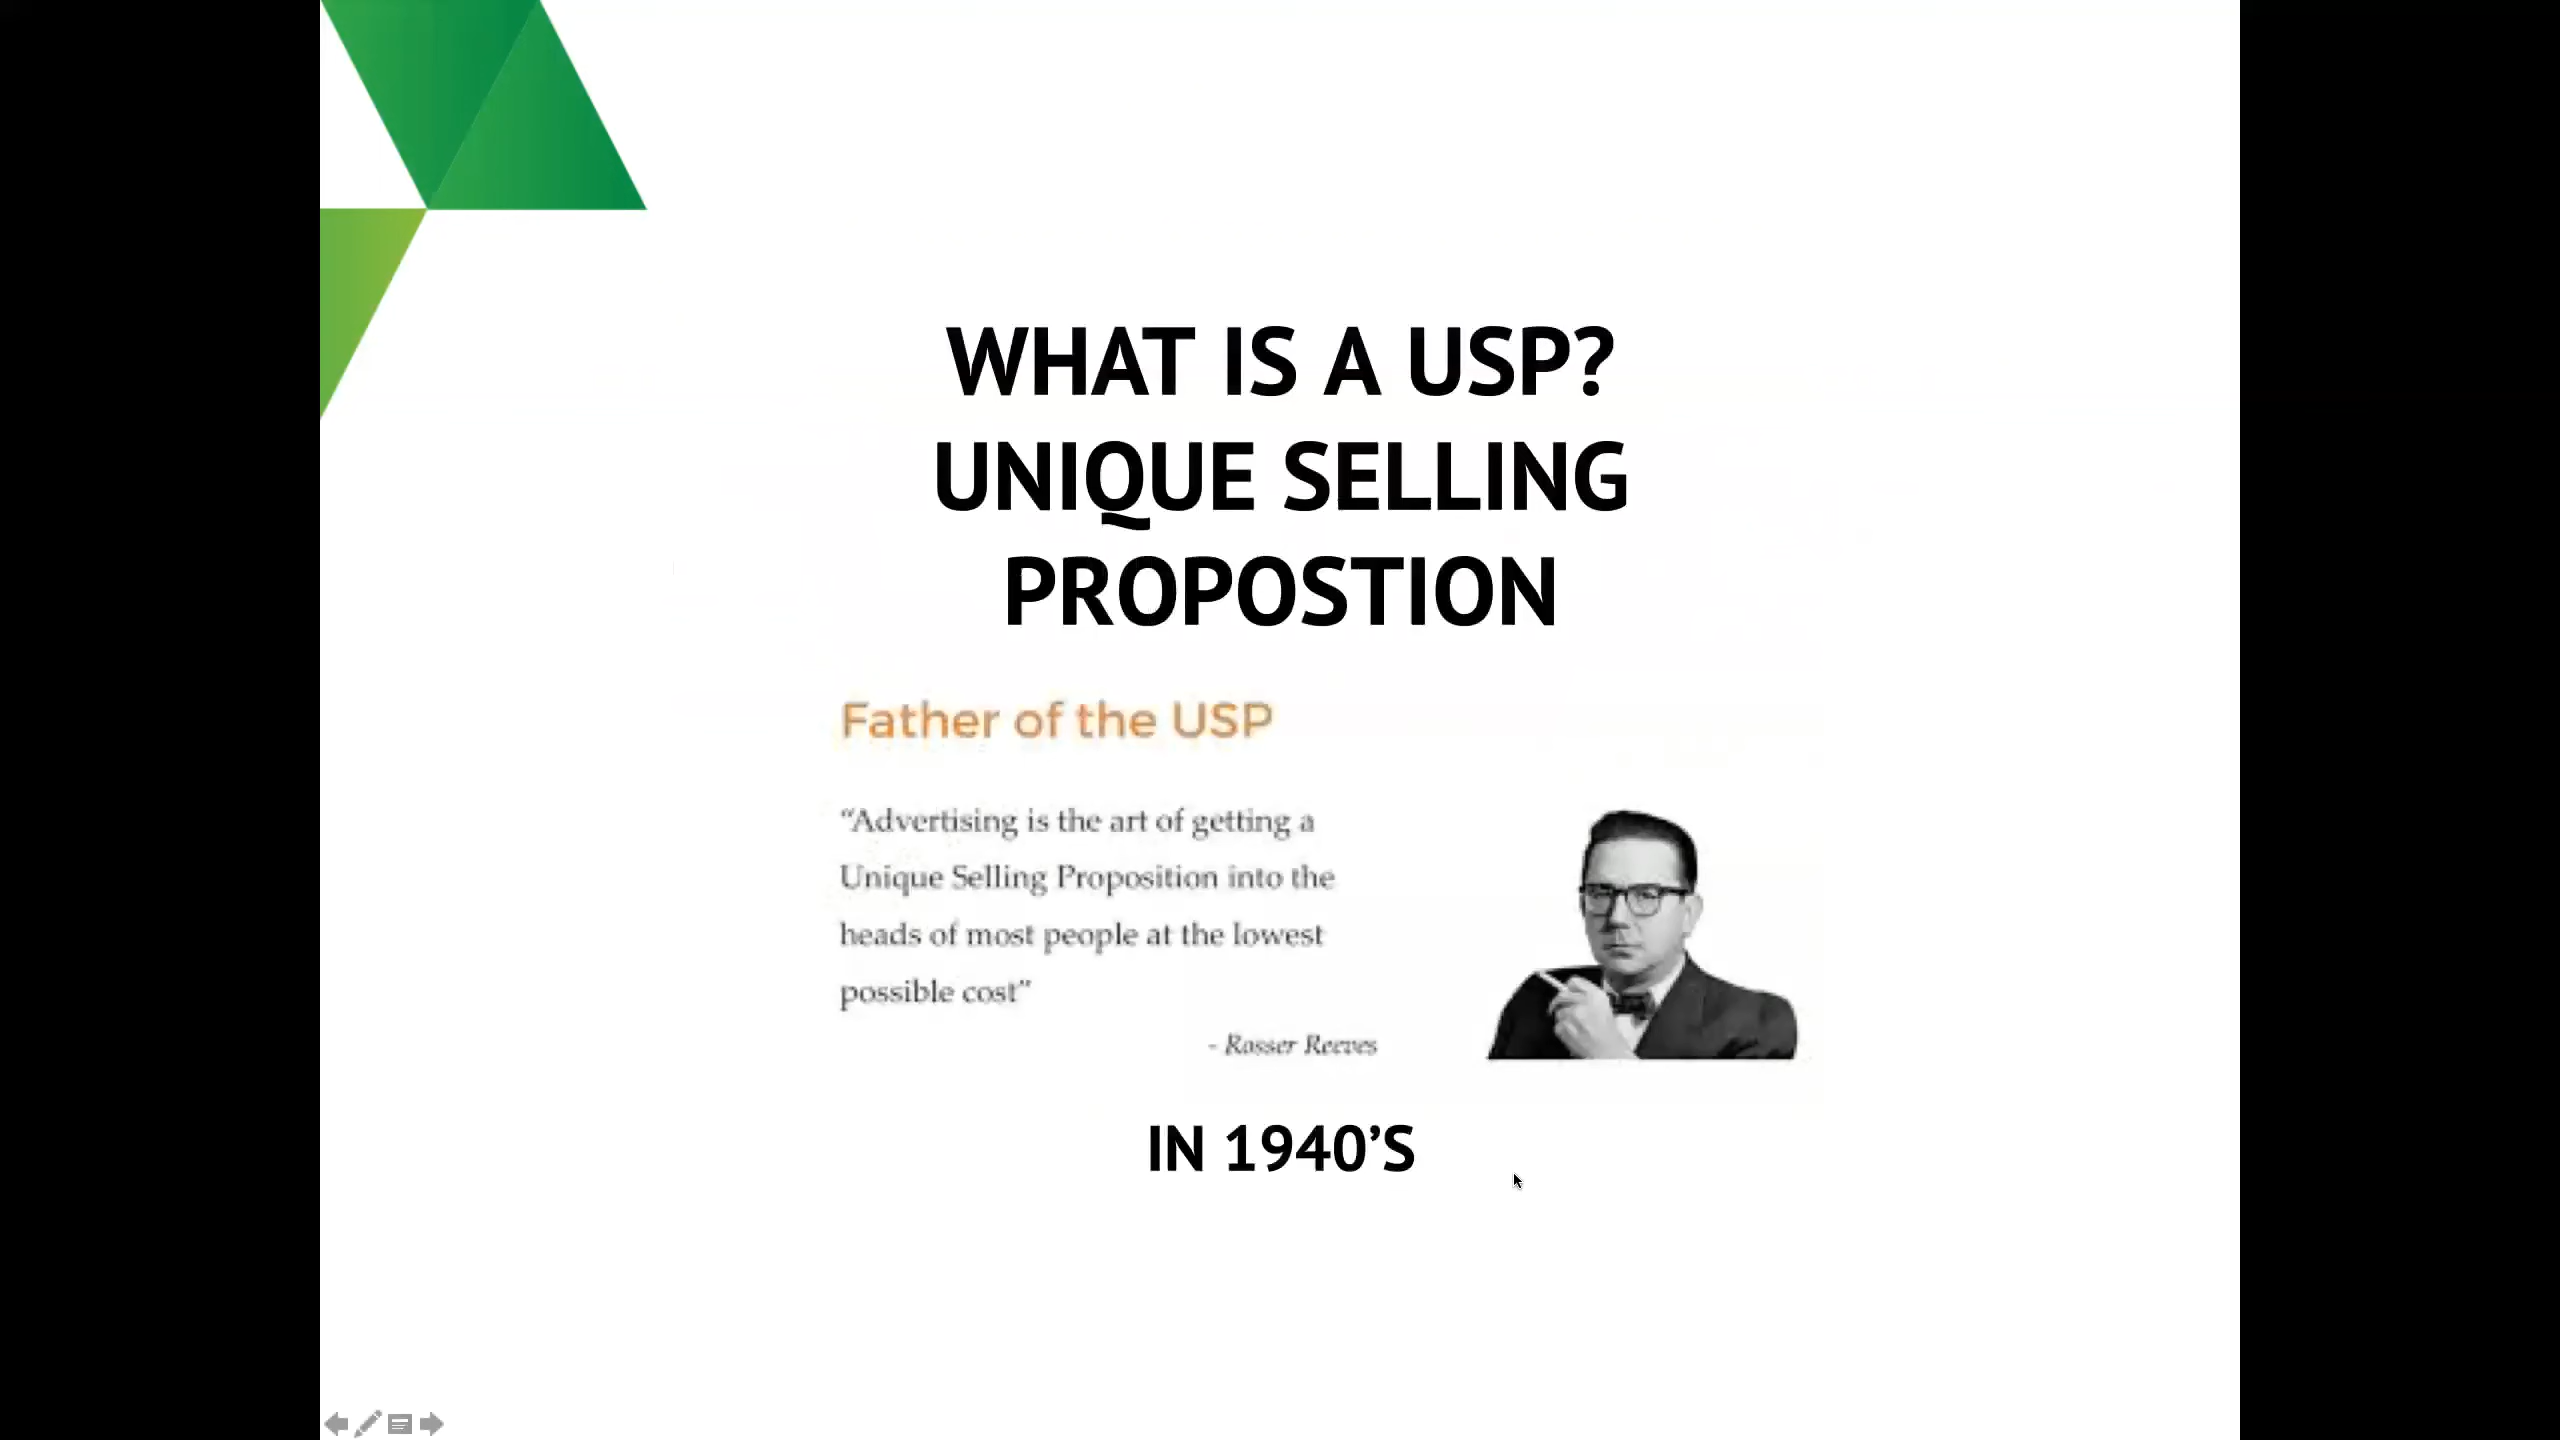 WHAT IS A USP?
UNIQUE SELLING
PROPOSTION
Father of the USP
“Advertising is the art of getting a
Unique Selling Proposition into the
heads of most people at the lowest
possible cost”
- Rosser Reeves
IN 1940’S